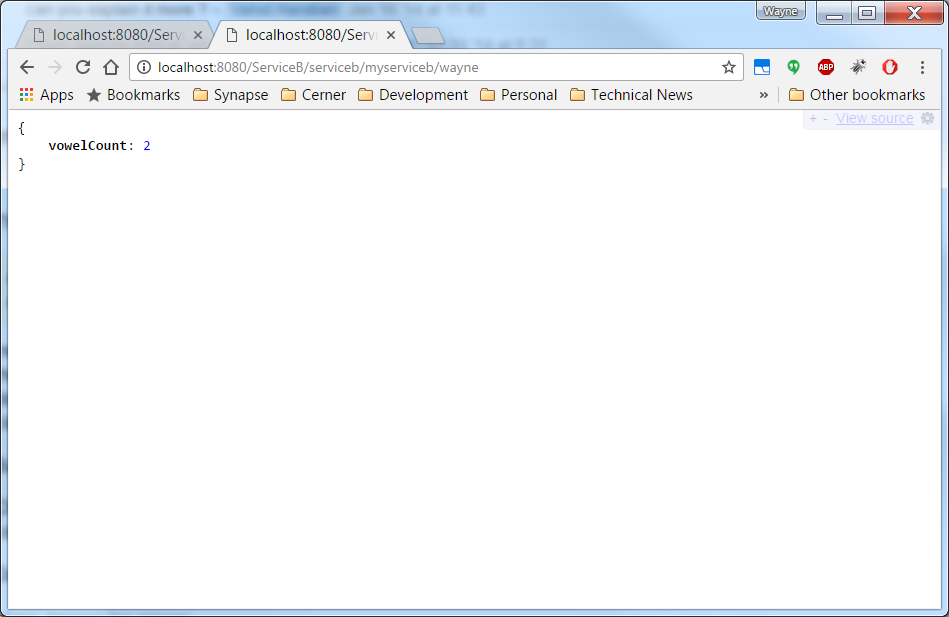 Wayne
localhost:8080/Servi
localhost:8080/Servi
localhost:8080/ServiceB/serviceb/myserviceb/wayne
ABP
Apps Bookmarks Synapse Cerner Development Personal Technical News » Other bookmarks
+ - View source
{
vowelCount: 2
}